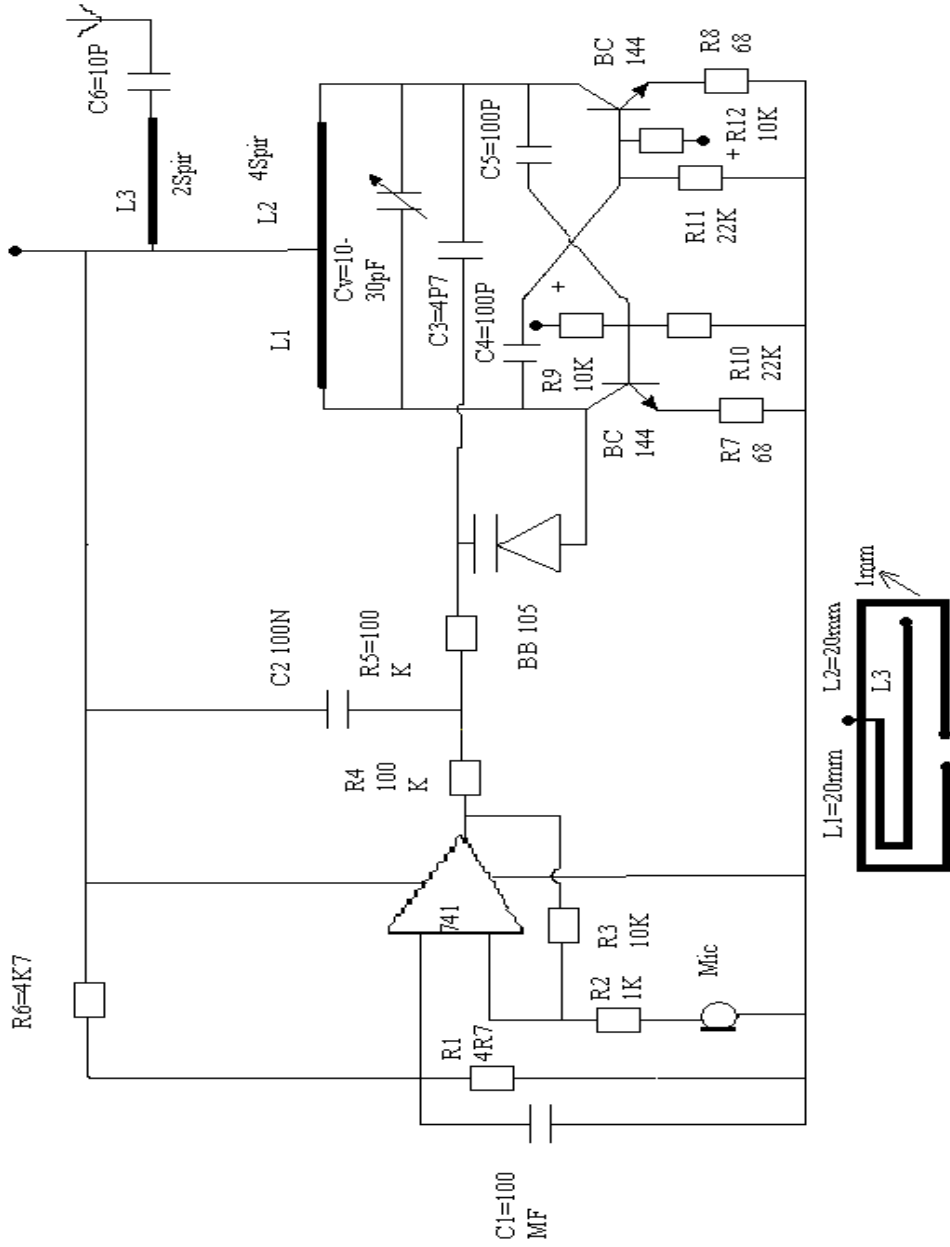 R6=4K7
C1=100
MF
R1
4R7
741
R3
10K
R2
1K
Mic
R4
100
K
C2 100N
R5=100
K
BB 105
L1
L2
4Spir
L3
2Spir
C6=10P
Cv=10-
30pF
C3=4P7
C4=100P
C5=100P
+
R9
10K
BC
144
R7
68
R10
22K
BC
144
R8
68
+ R12
10K
R11
22K
L1=20mm
L2=20mm
L3
1mm